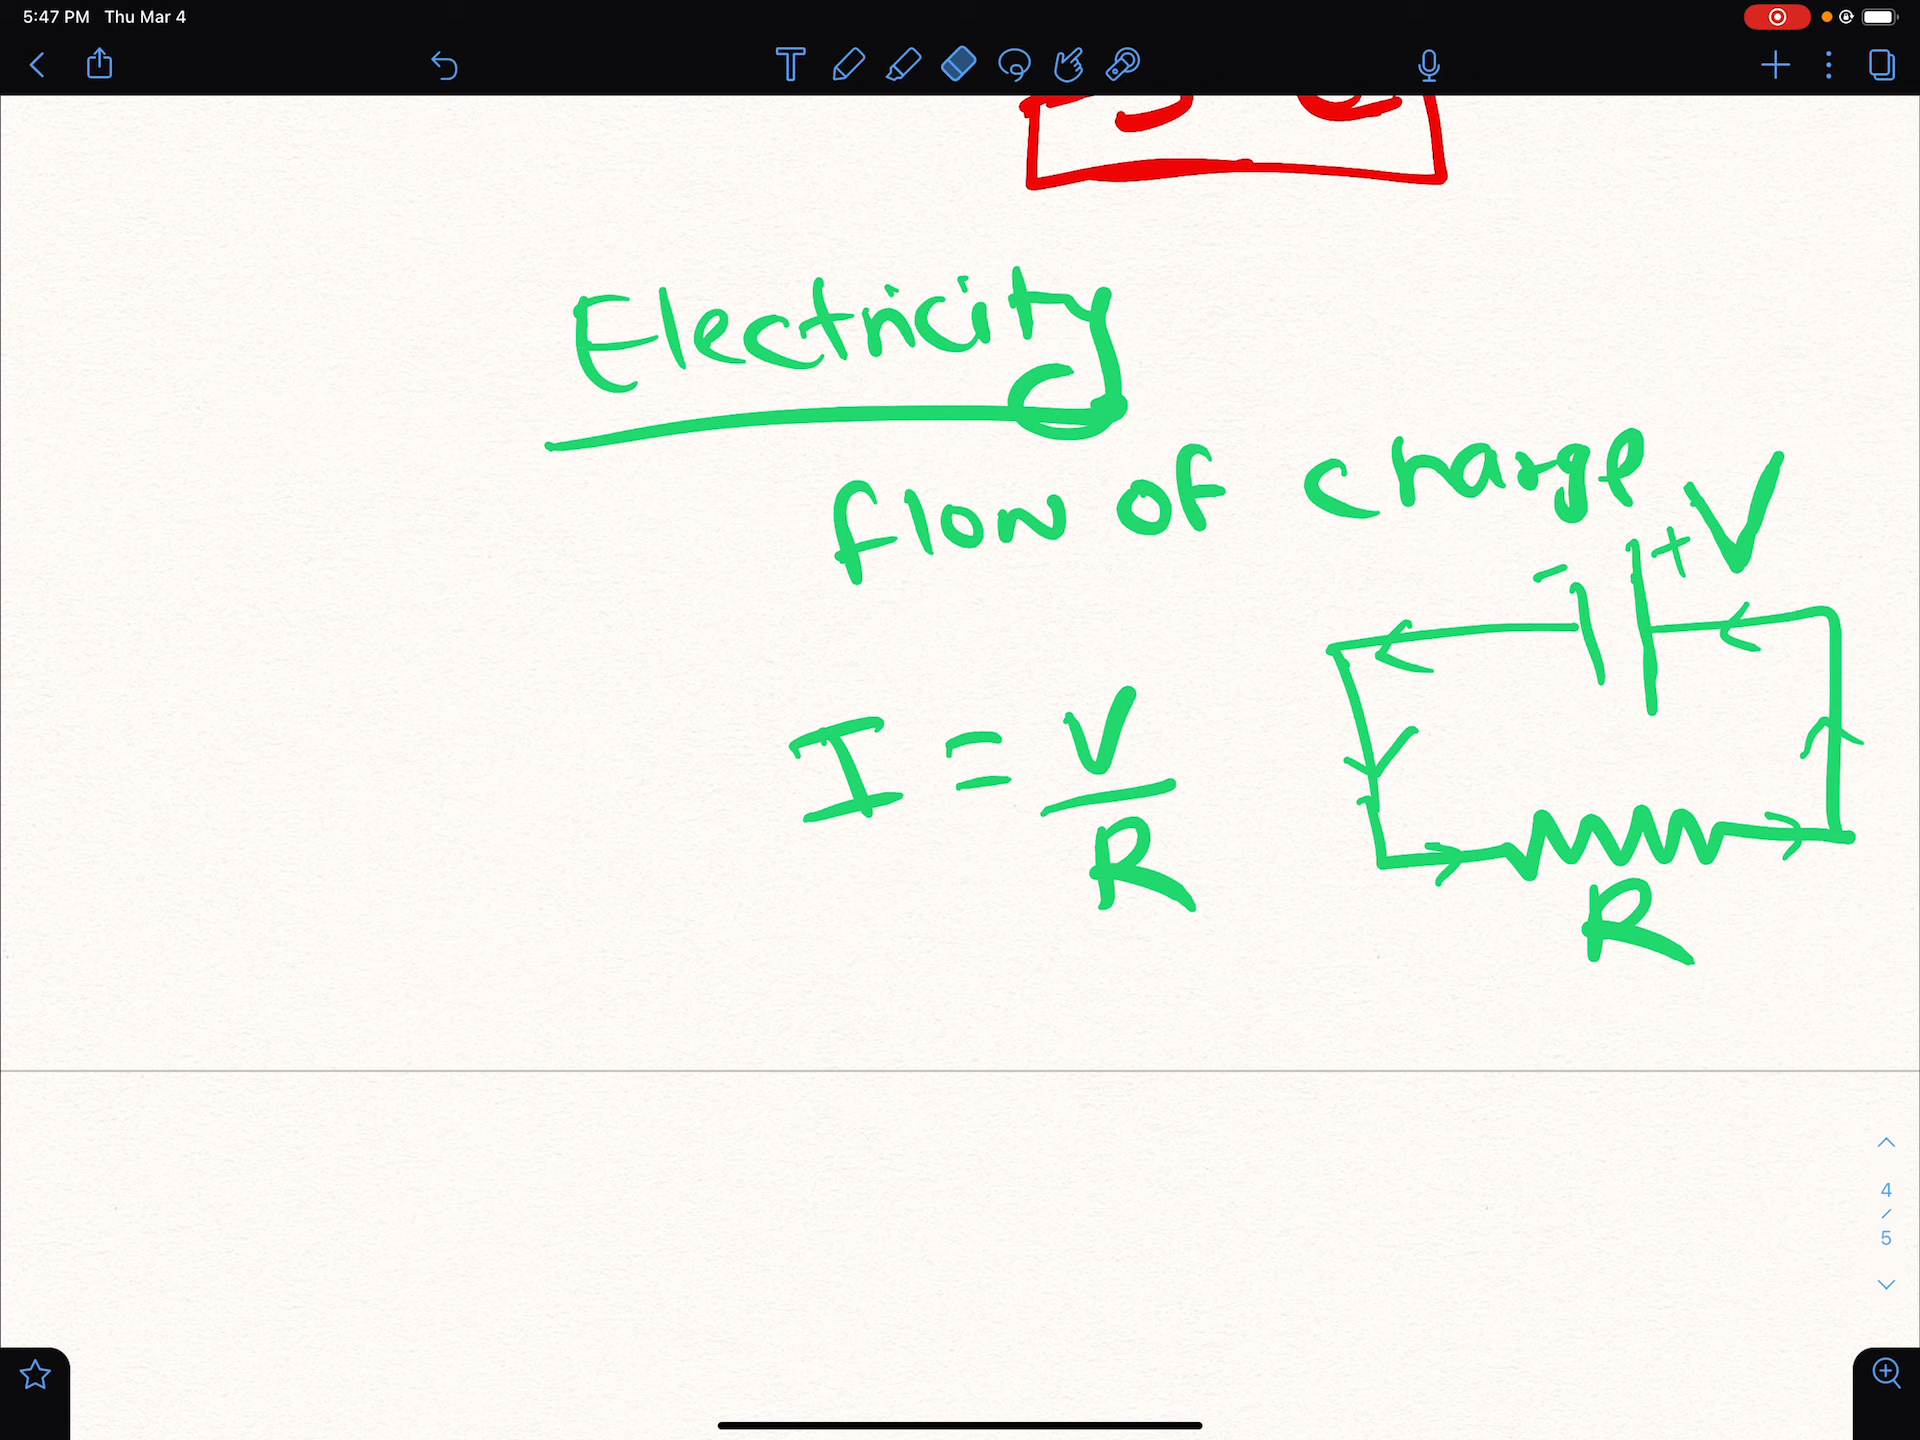 5:47 PM Thu Mar 4
Electricity
flow of charge
- + V
I = V
R
R
4
/
5